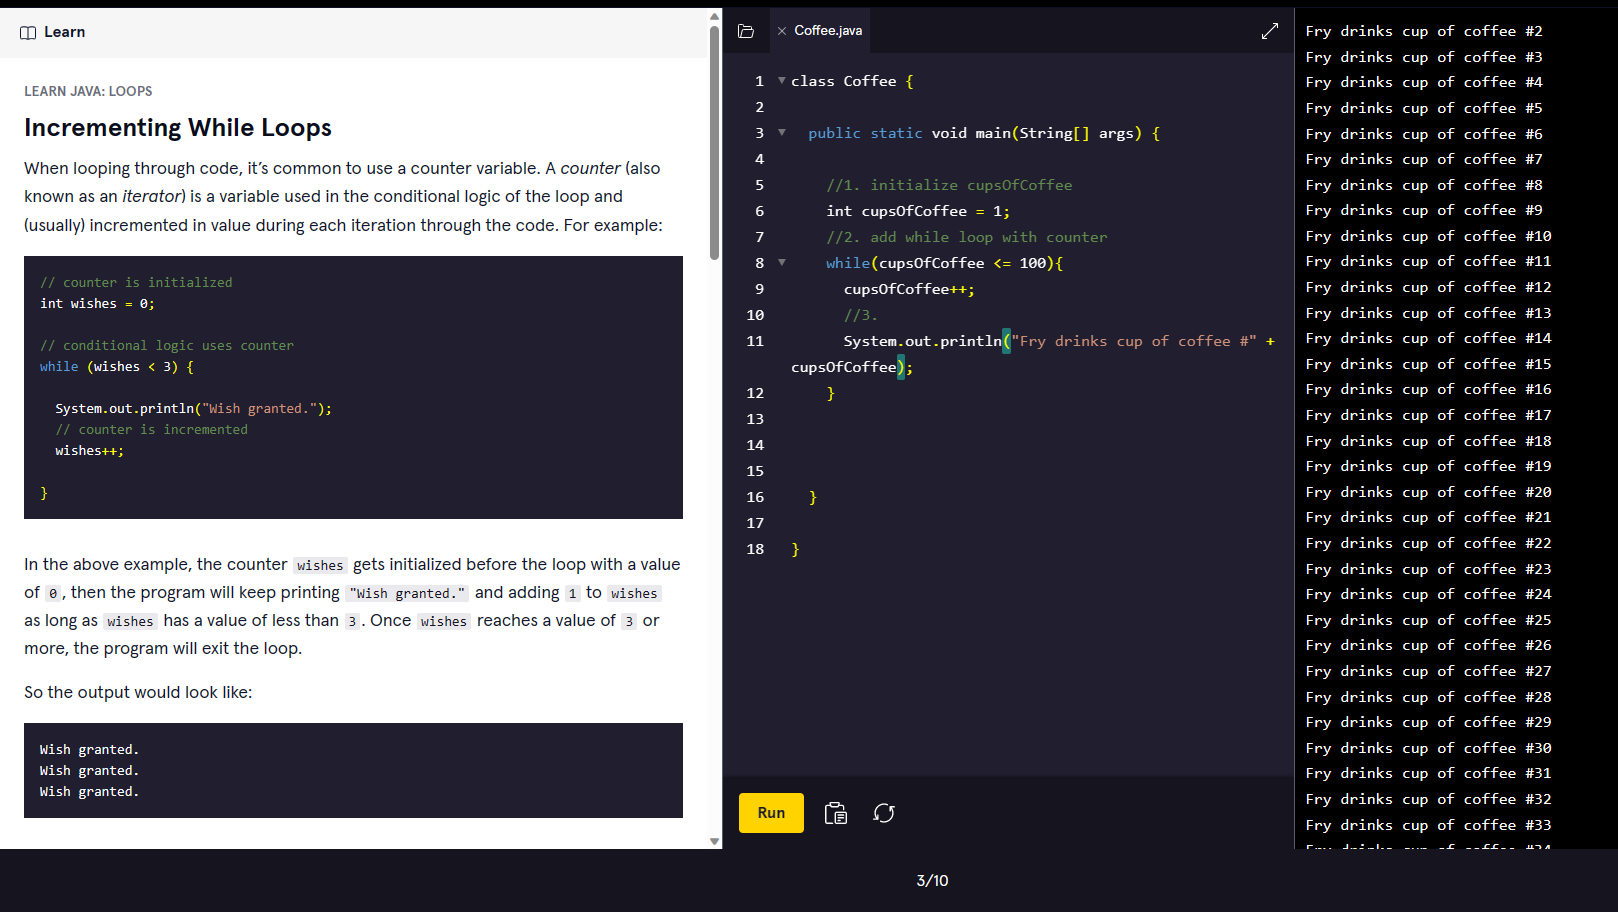 Learn
LEARN JAVA: LOOPS
Incrementing While Loops
When looping through code, it's common to use a counter variable. A counter (also
known as an iterator) is a variable used in the conditional logic of the loop and
(usually) incremented in value during each iteration through the code. For example:
// counter is initialized
int wishes = 0;
// conditional logic uses counter
while (wishes < 3) {
System.out.println("Wish granted.");
// counter is incremented
wishes++;
}
In the above example, the counter wishes gets initialized before the loop with a value
of 0, then the program will keep printing "Wish granted." and adding 1 to wishes
as long as wishes has a value of less than 3. Once wishes reaches a value of 3 or
more, the program will exit the loop.
So the output would look like:
Wish granted.
Wish granted.
Wish granted.
Coffee.java
1 class Coffee {
2
3 public static void main(String[] args) {
4
5 //1. initialize cupsOfCoffee
6 int cupsOfCoffee = 1;
7 //2. add while loop with counter
8 while(cupsOfCoffee <= 100){
9 cupsOfCoffee++;
10 //3.
11 System.out.println("Fry drinks cup of coffee #" +
cupsOfCoffee);
12 }
13
14
15
16 }
17
18 }
Run
Fry drinks cup of coffee #2
Fry drinks cup of coffee #3
Fry drinks cup of coffee #4
Fry drinks cup of coffee #5
Fry drinks cup of coffee #6
Fry drinks cup of coffee #7
Fry drinks cup of coffee #8
Fry drinks cup of coffee #9
Fry drinks cup of coffee #10
Fry drinks cup of coffee #11
Fry drinks cup of coffee #12
Fry drinks cup of coffee #13
Fry drinks cup of coffee #14
Fry drinks cup of coffee #15
Fry drinks cup of coffee #16
Fry drinks cup of coffee #17
Fry drinks cup of coffee #18
Fry drinks cup of coffee #19
Fry drinks cup of coffee #20
Fry drinks cup of coffee #21
Fry drinks cup of coffee #22
Fry drinks cup of coffee #23
Fry drinks cup of coffee #24
Fry drinks cup of coffee #25
Fry drinks cup of coffee #26
Fry drinks cup of coffee #27
Fry drinks cup of coffee #28
Fry drinks cup of coffee #29
Fry drinks cup of coffee #30
Fry drinks cup of coffee #31
Fry drinks cup of coffee #32
Fry drinks cup of coffee #33
Fry drinks cup of coffee #34
3/10